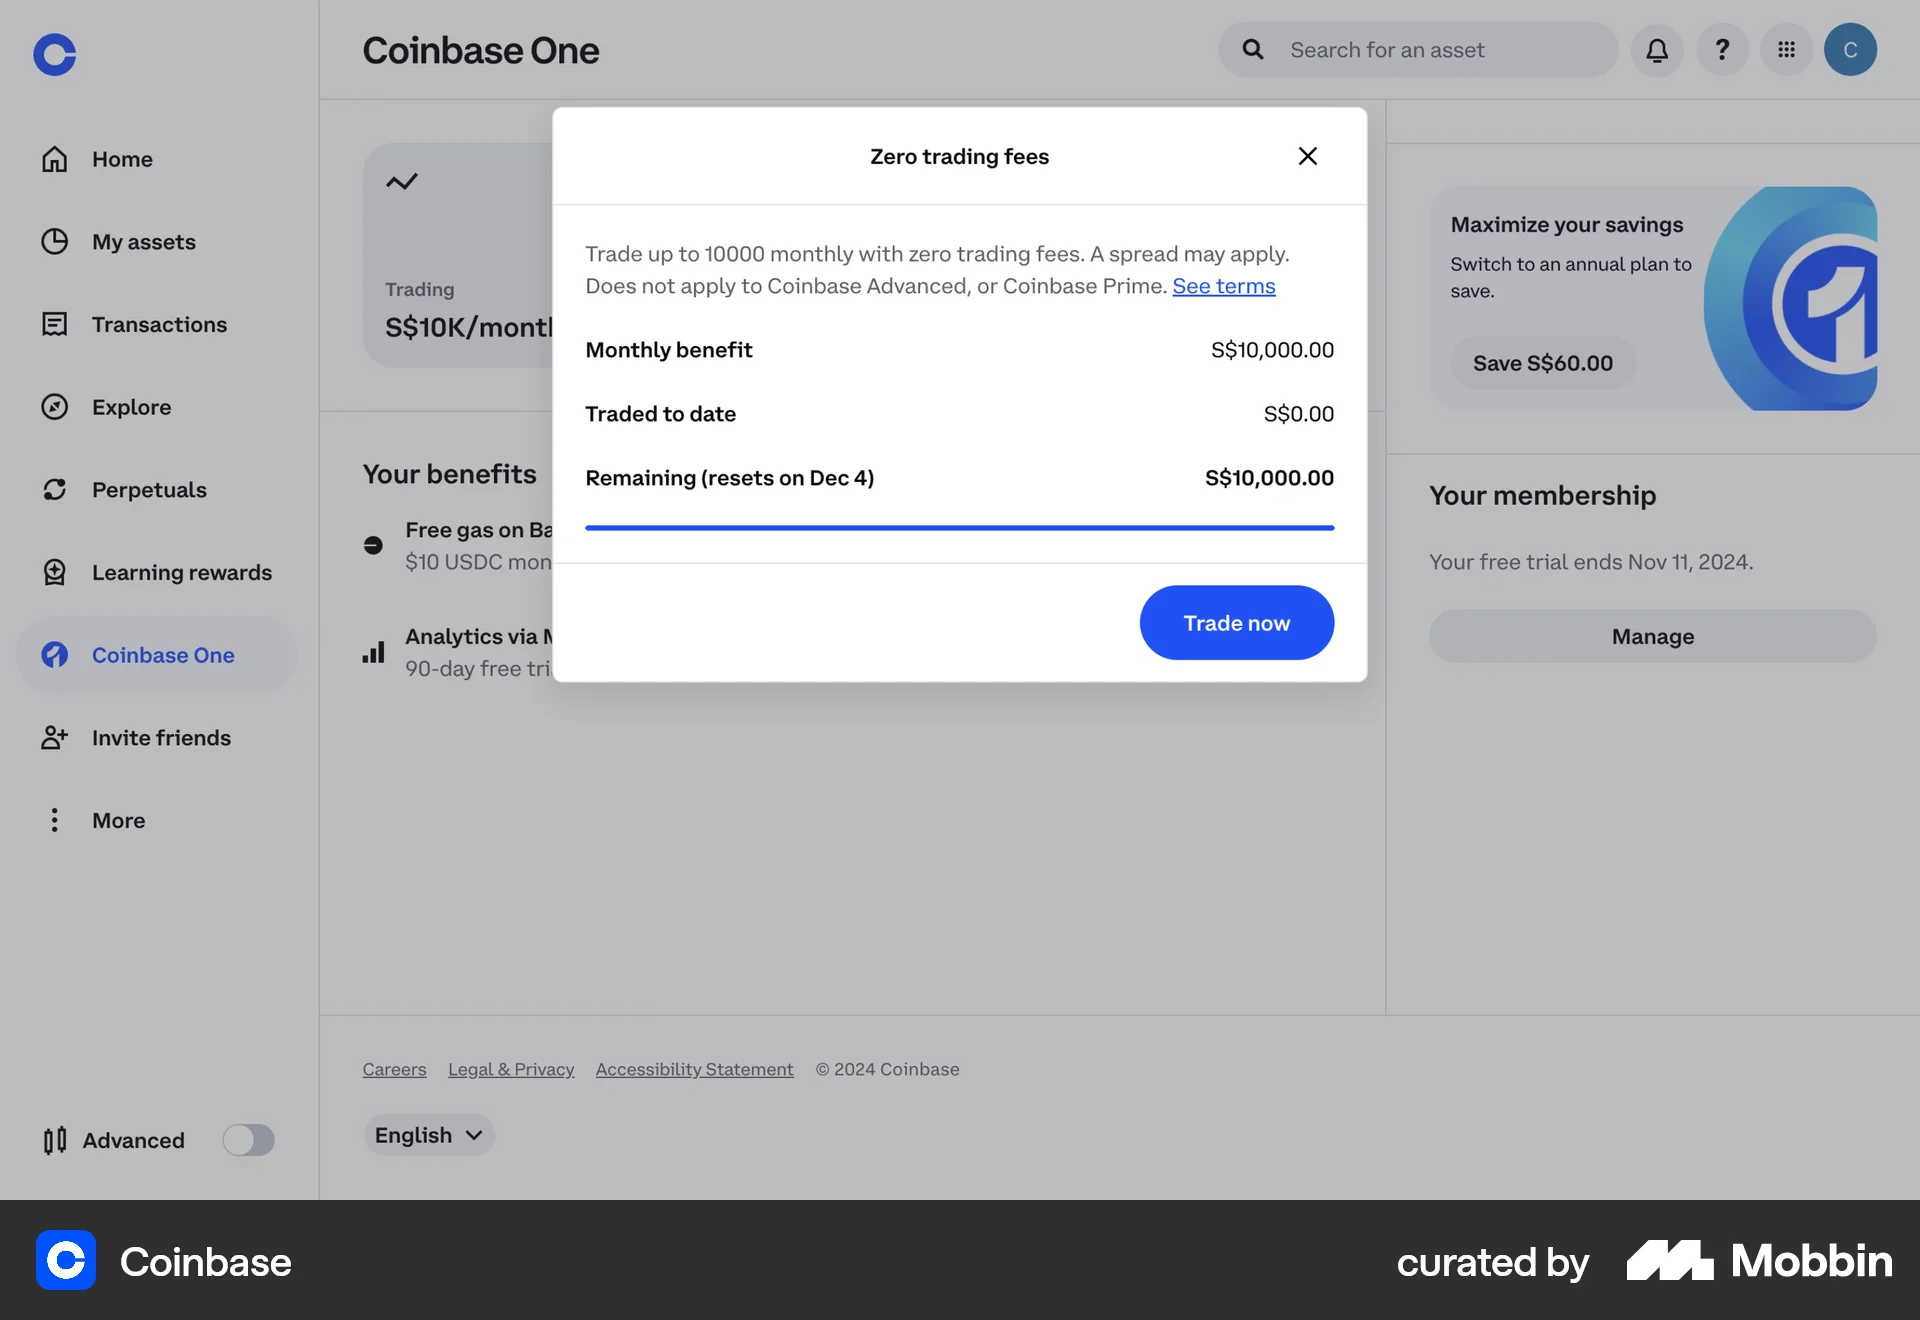 Coinbase One
Search for an asset
C
Home
My assets
Transactions
Explore
Perpetuals
Learning rewards
Coinbase One
Invite friends
More
Advanced
Trading
S$10K/month
Your benefits
Free gas on Ba
$10 USDC mon
Analytics via M
90-day free tri
Zero trading fees
Trade up to 10000 monthly with zero trading fees. A spread may apply.
Does not apply to Coinbase Advanced, or Coinbase Prime. See terms
Monthly benefit S$10,000.00
Traded to date S$0.00
Remaining (resets on Dec 4) S$10,000.00
Trade now
Maximize your savings
Switch to an annual plan to
save.
Save S$60.00
Your membership
Your free trial ends Nov 11, 2024.
Manage
Careers Legal & Privacy Accessibility Statement © 2024 Coinbase
English
Coinbase
curated by Mobbin